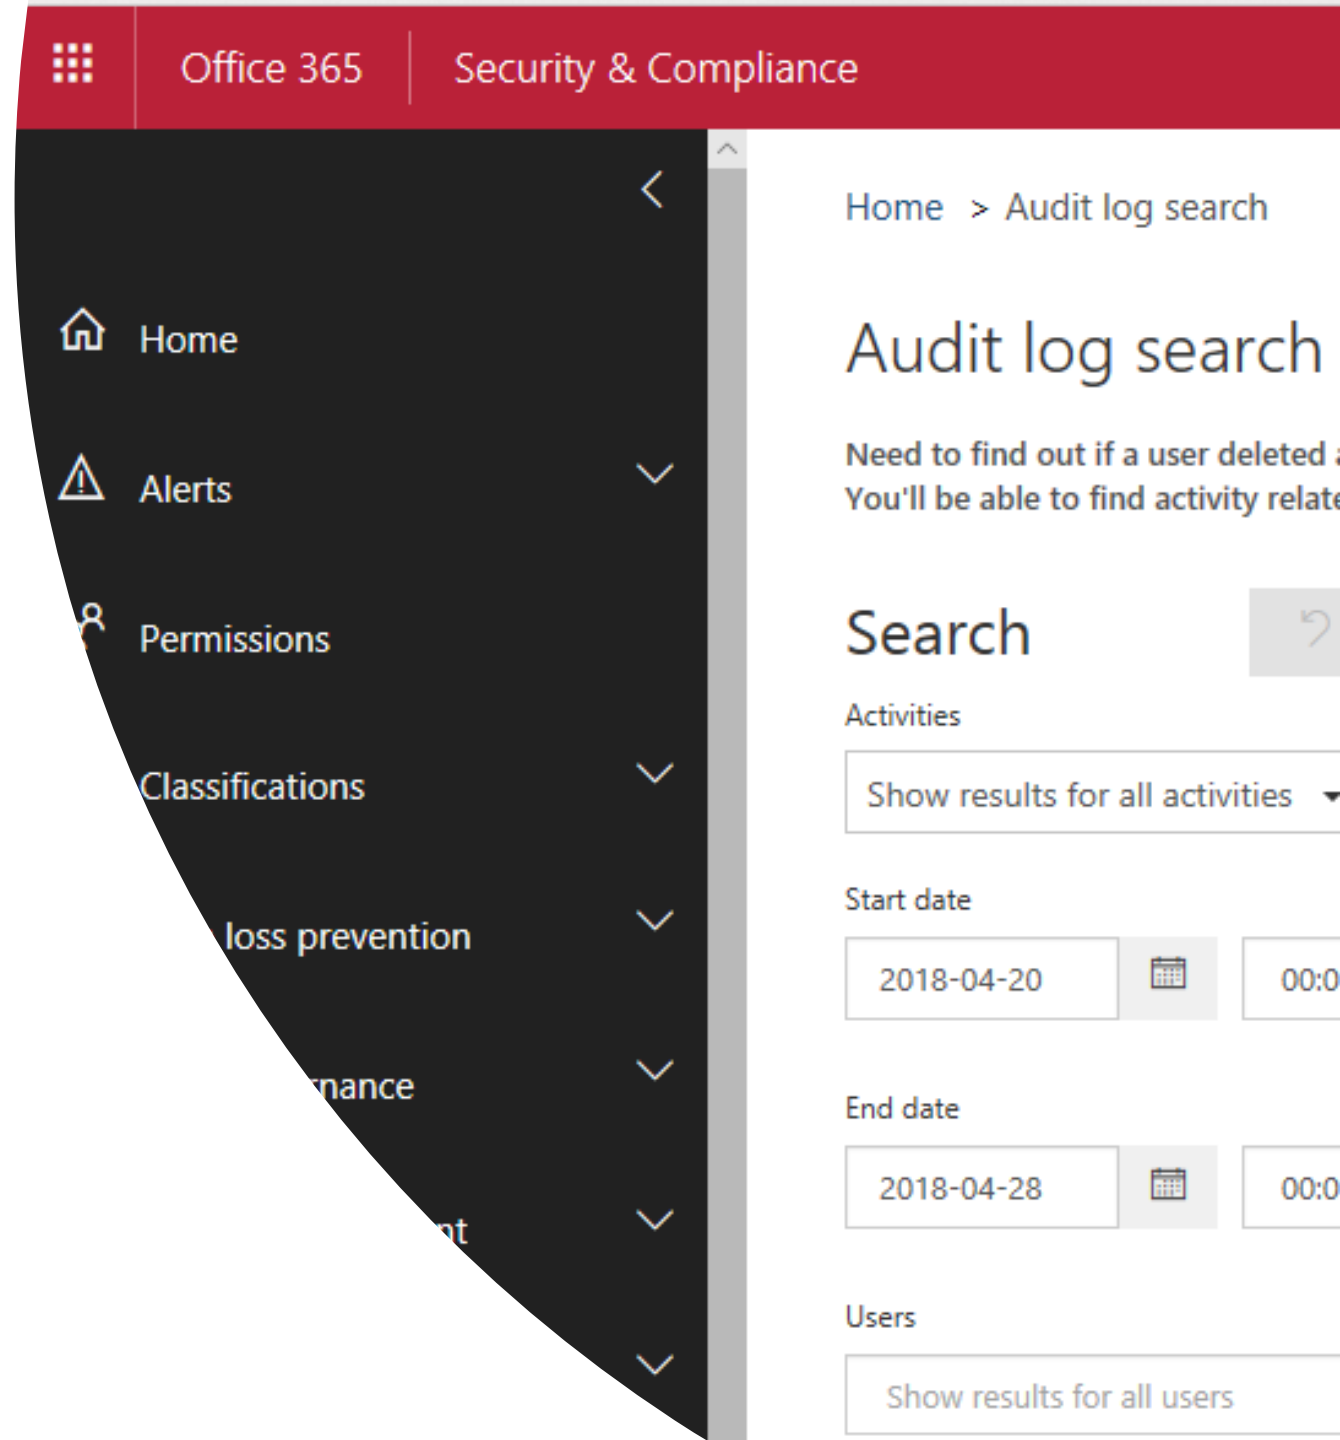 Office 365
Security & Compliance
Home > Audit log search
Home
Alerts
Permissions
Classifications
loss prevention
Audit log search
Need to find out if a user deleted
You'll be able to find activity
Search
Activities
Show results for all activities
Start date
2018-04-20
End date
2018-04-28
Users
Show results for all users